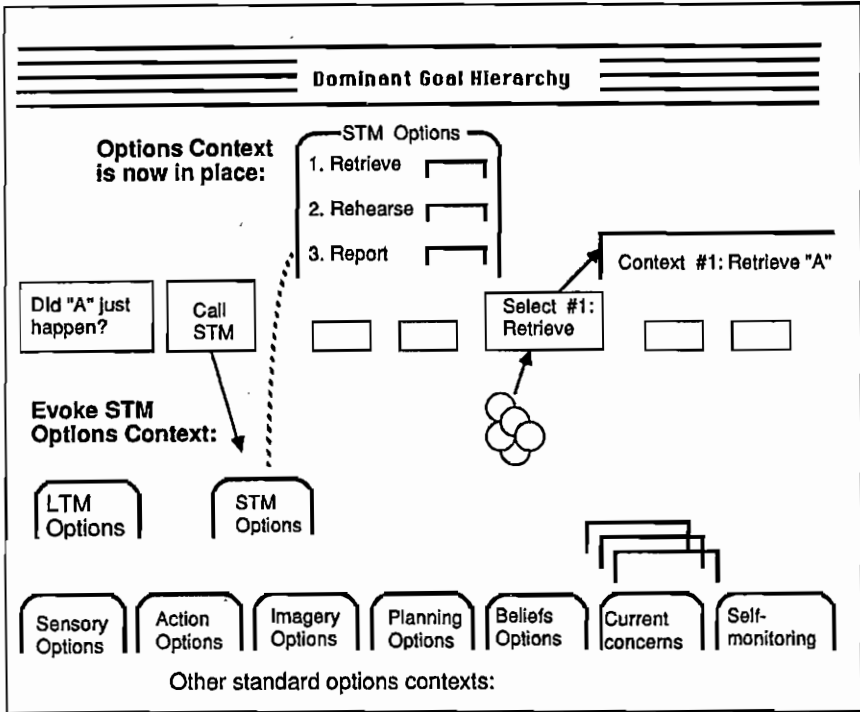 Dominant Goal Hierarchy
Options Context
is now in place:
STM Options
1. Retrieve
2. Rehearse
3. Report
Context #1: Retrieve "A"
Did "A" just
happen?
Call
STM
Select #1:
Retrieve
Evoke STM
Options Context:
LTM
Options
STM
Options
Sensory
Options
Action
Options
Imagery
Options
Planning
Options
Beliefs
Options
Current
concerns
Self-
monitoring
Other standard options contexts: